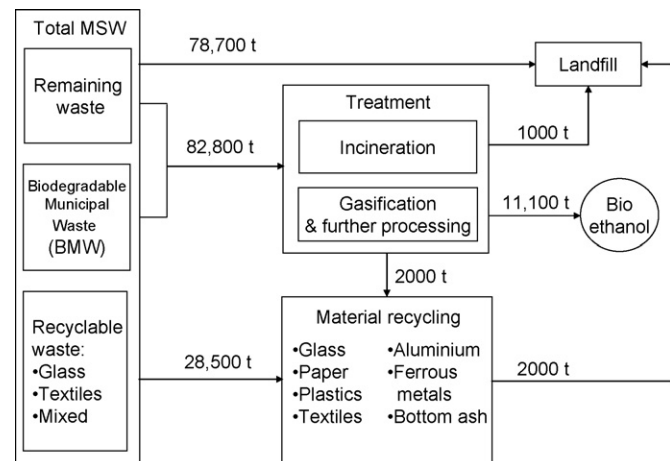 Total MSW
78,700 t
Landfill
Remaining
waste
Treatment
1000 t
Incineration
82,800 t
Biodegradable
Municipal
Waste
(BMW)
Gasification
& further processing
11,100 t
Bio
ethanol
2000 t
Recyclable
waste:
•Glass
•Textiles
•Mixed
28,500 t
Material recycling
•Glass
•Paper
•Plastics
•Textiles
•Aluminium
•Ferrous
metals
•Bottom ash
2000 t